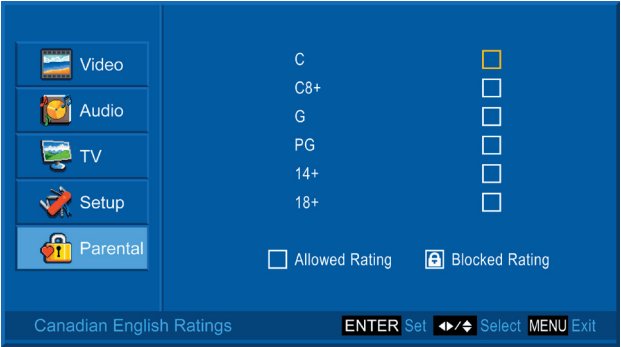 Video
Audio
TV
Setup
Parental
C
C8+
G
PG
14+
18+
Allowed Rating Blocked Rating
Canadian English Ratings ENTER Set / Select MENU Exit